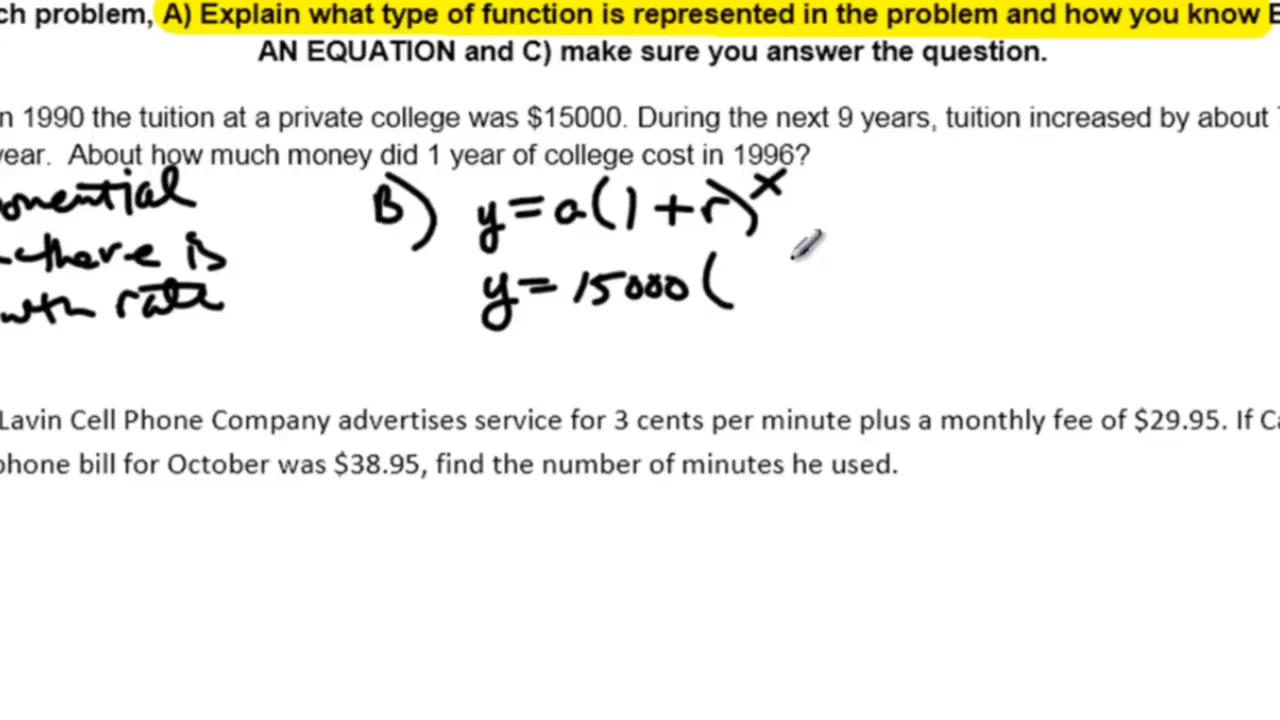 ch problem, A) Explain what type of function is represented in the problem and how you know
AN EQUATION and C) make sure you answer the question.
n 1990 the tuition at a private college was $15000. During the next 9 years, tuition increased by about
year. About how much money did 1 year of college cost in 1996?
onential
there is
wth rate
B) y=a(1+r)^x
y=15000(
Lavin Cell Phone Company advertises service for 3 cents per minute plus a monthly fee of $29.95. If Ca
phone bill for October was $38.95, find the number of minutes he used.